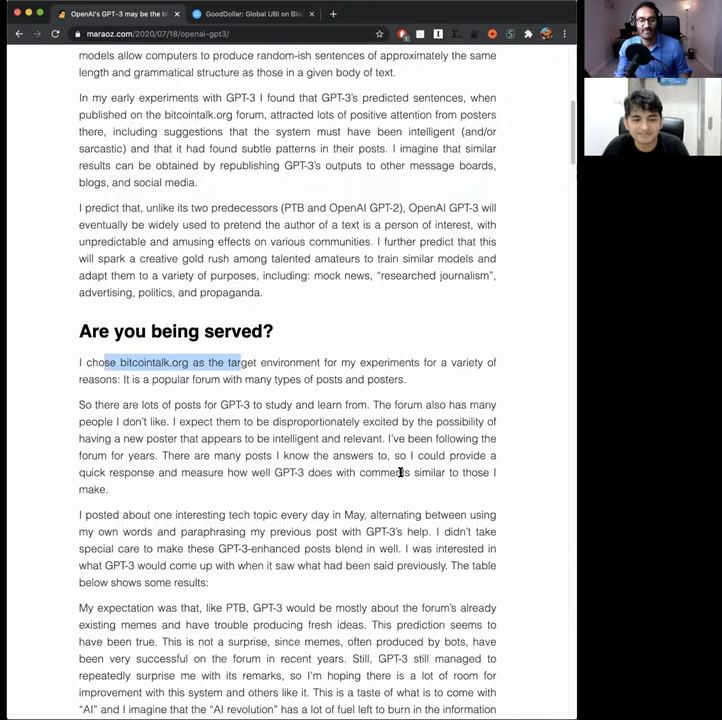 OpenAI's GPT-3 may be the bi
GoodDollar: Global UBI on Blo
maraoz.com/2020/07/18/openai-gpt3/
models allow computers to produce random-ish sentences of approximately the same
length and grammatical structure as those in a given body of text.
In my early experiments with GPT-3 I found that GPT-3's predicted sentences, when
published on the bitcointalk.org forum, attracted lots of positive attention from posters
there, including suggestions that the system must have been intelligent (and/or
sarcastic) and that it had found subtle patterns in their posts. I imagine that similar
results can be obtained by republishing GPT-3's outputs to other message boards,
blogs, and social media.
I predict that, unlike its two predecessors (PTB and OpenAI GPT-2), OpenAI GPT-3 will
eventually be widely used to pretend the author of a text is a person of interest, with
unpredictable and amusing effects on various communities. I further predict that this
will spark a creative gold rush among talented amateurs to train similar models and
adapt them to a variety of purposes, including: mock news, "researched journalism",
advertising, politics, and propaganda.
Are you being served?
I chose bitcointalk.org as the target environment for my experiments for a variety of
reasons: It is a popular forum with many types of posts and posters.
So there are lots of posts for GPT-3 to study and learn from. The forum also has many
people I don't like. I expect them to be disproportionately excited by the possibility of
having a new poster that appears to be intelligent and relevant. I've been following the
forum for years. There are many posts I know the answers to, so I could provide a
quick response and measure how well GPT-3 does with comments similar to those I
make.
I posted about one interesting tech topic every day in May, alternating between using
my own words and paraphrasing my previous post with GPT-3's help. I didn't take
special care to make these GPT-3-enhanced posts blend in well. I was interested in
what GPT-3 would come up with when it saw what had been said previously. The table
below shows some results:
My expectation was that, like PTB, GPT-3 would be mostly about the forum's already
existing memes and have trouble producing fresh ideas. This prediction seems to
have been true. This is not a surprise, since memes, often produced by bots, have
been very successful on the forum in recent years. Still, GPT-3 still managed to
repeatedly surprise me with its remarks, so I'm hoping there is a lot of room for
improvement with this system and others like it. This is a taste of what is to come with
"AI" and I imagine that the "AI revolution" has a lot of fuel left to burn in the information